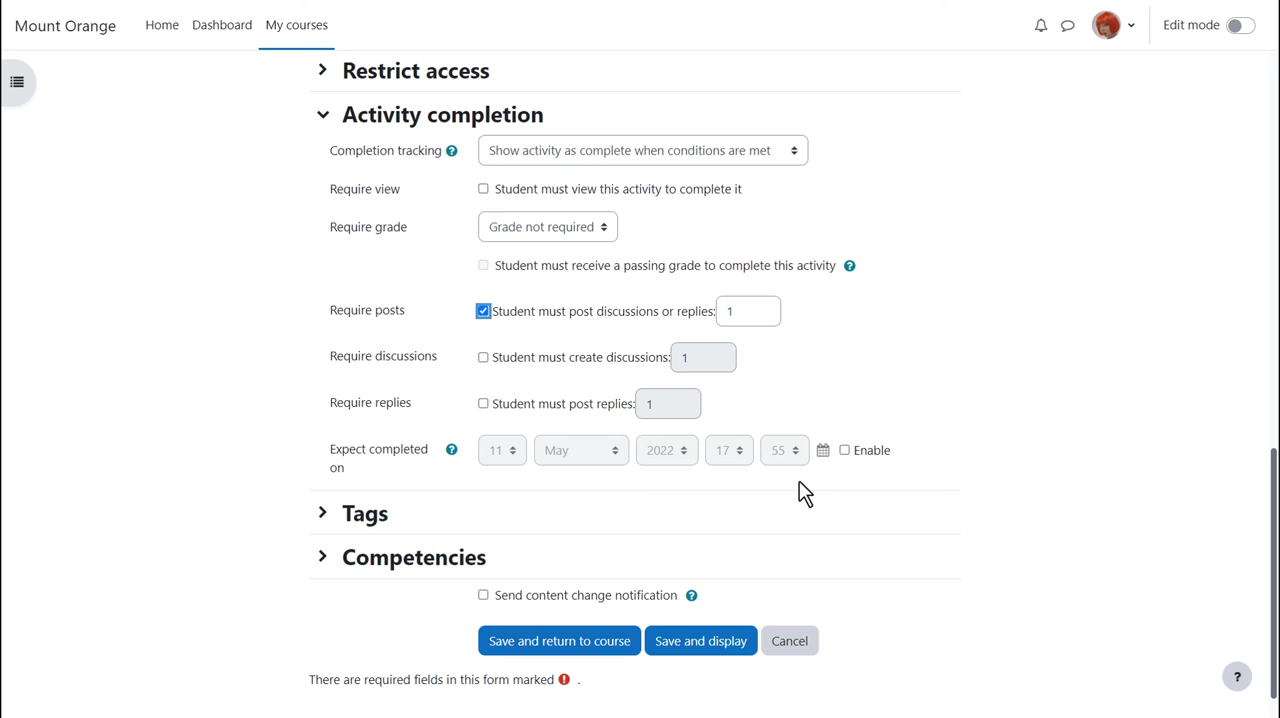 Mount Orange Home Dashboard My courses Edit mode
Restrict access
Activity completion
Completion tracking ? Show activity as complete when conditions are met
Require view Student must view this activity to complete it
Require grade Grade not required
Student must receive a passing grade to complete this activity ?
Require posts Student must post discussions or replies: 1
Require discussions Student must create discussions: 1
Require replies Student must post replies: 1
Expect completed on ? 11 May 2022 17 55 Enable
Tags
Competencies
Send content change notification ?
Save and return to course Save and display Cancel
There are required fields in this form marked ! .
?